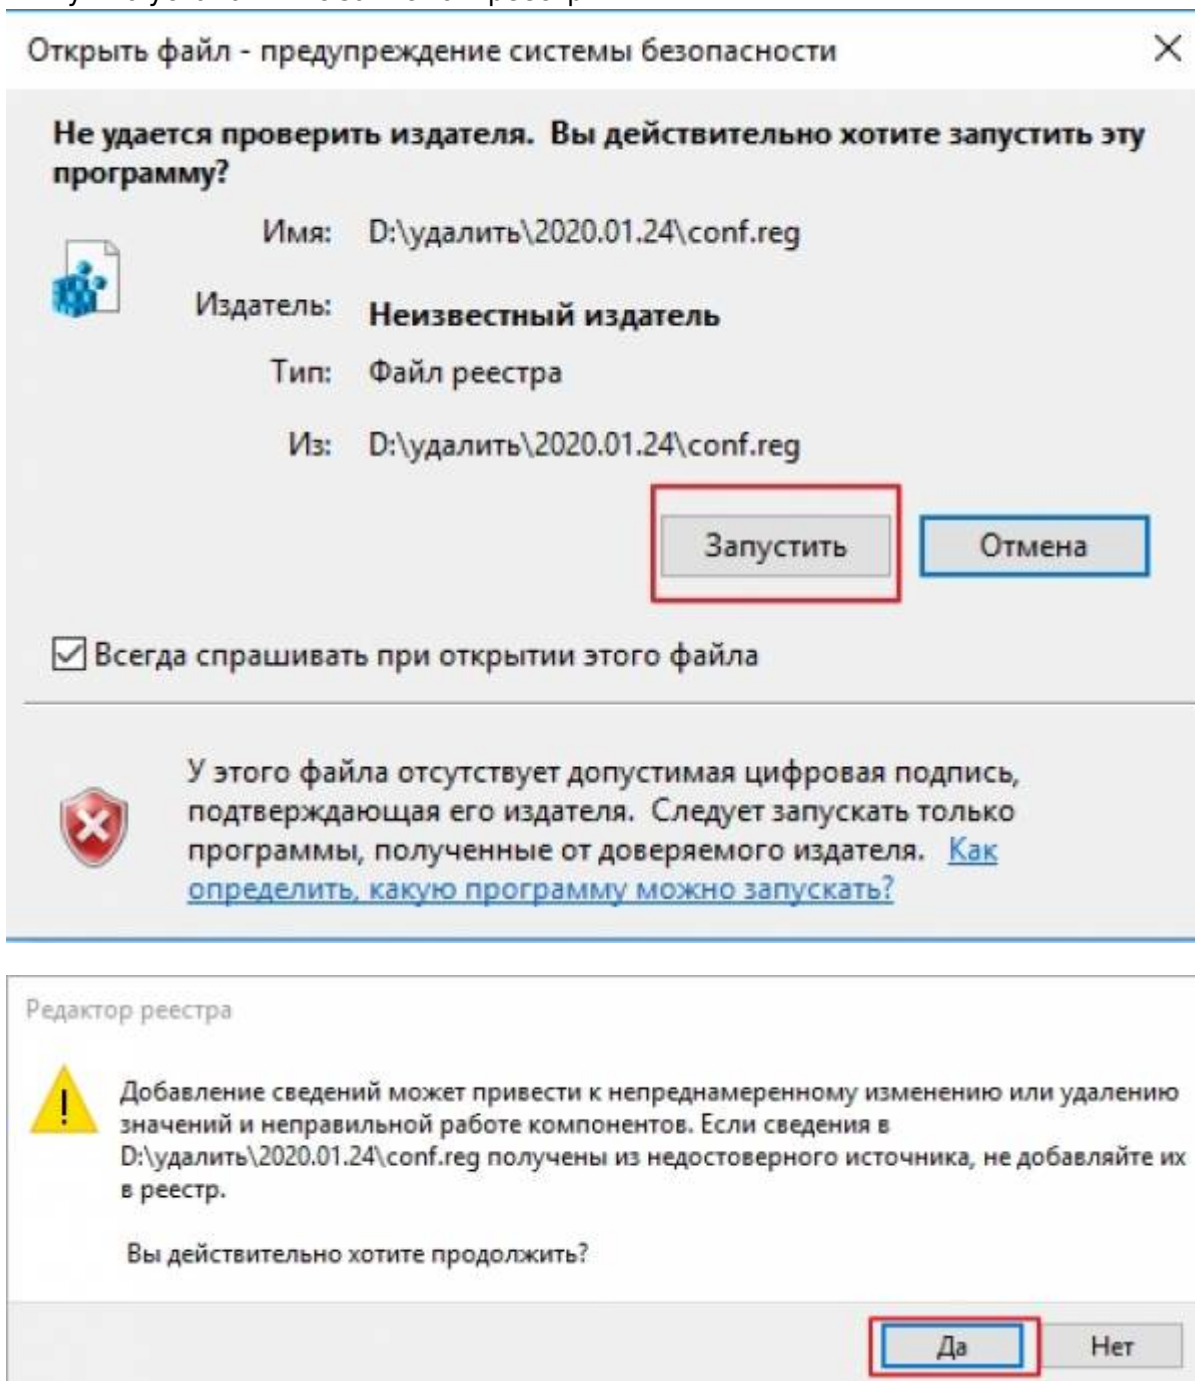 Открыть файл - предупреждение системы безопасности
Не удается проверить издателя. Вы действительно хотите запустить эту
программу?
Имя: D:\удалить\2020.01.24\conf.reg
Издатель: Неизвестный издатель
Тип: Файл реестра
Из: D:\удалить\2020.01.24\conf.reg
Запустить Отмена
Всегда спрашивать при открытии этого файла
У этого файла отсутствует допустимая цифровая подпись,
подтверждающая его издателя. Следует запускать только
программы, полученные от доверяемого издателя. Как
определить, какую программу можно запускать?
Редактор реестра
Добавление сведений может привести к непреднамеренному изменению или удалению
значений и неправильной работе компонентов. Если сведения в
D:\удалить\2020.01.24\conf.reg получены из недостоверного источника, не добавляйте их
в реестр.
Вы действительно хотите продолжить?
Да Нет